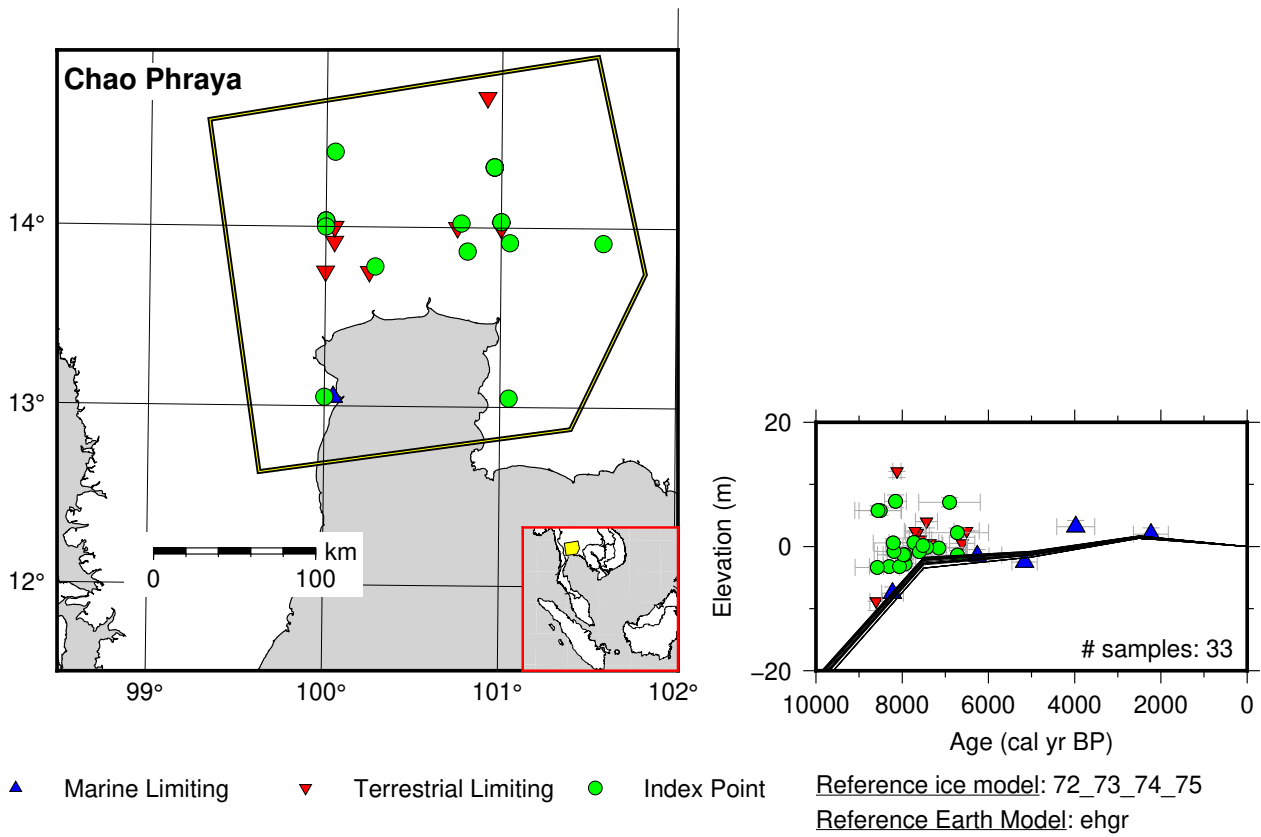 Chao Phraya
14°
13°
12°
99°
100°
101°
102°
km
0
100
20
0
−20
Elevation (m)
# samples: 33
10000
8000
6000
4000
2000
0
Age (cal yr BP)
Marine Limiting
Terrestrial Limiting
Index Point
Reference ice model: 72_73_74_75
Reference Earth Model: ehgr